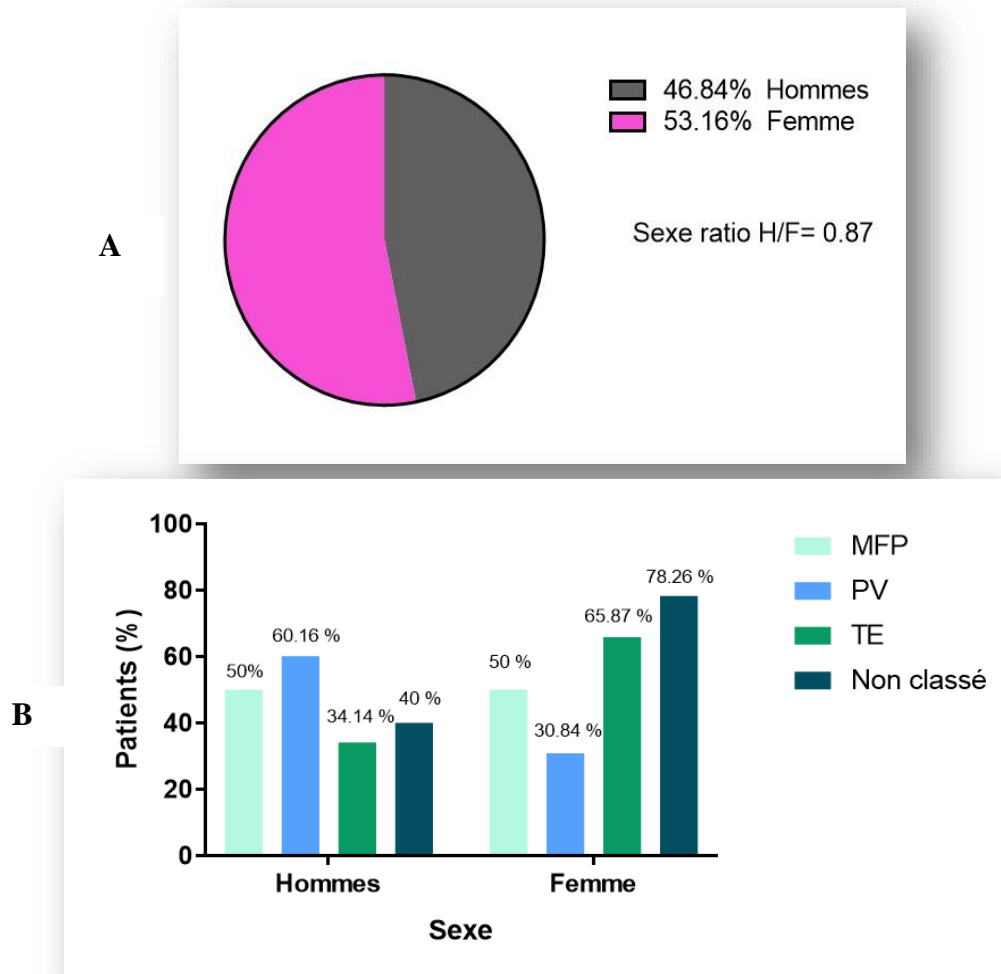 46.84% Hommes
53.16% Femme
Sexe ratio H/F= 0.87
A
B
Patients (%)
100
80
60
40
20
0
50%
60.16 %
34.14 %
40 %
50 %
30.84 %
65.87 %
78.26 %
Hommes
Femme
Sexe
MFP
PV
TE
Non classé